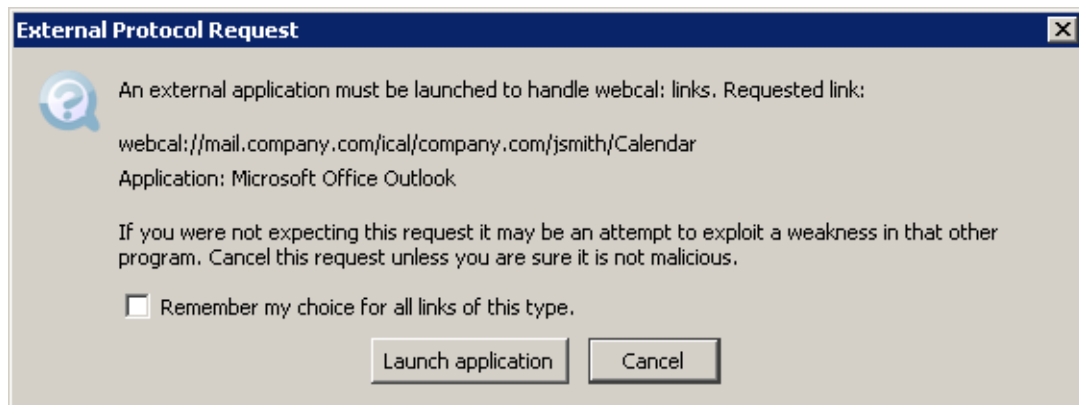 External Protocol Request
An external application must be launched to handle webcal: links. Requested link:
webcal://mail.company.com/ical/company.com/jsmith/Calendar
Application: Microsoft Office Outlook
If you were not expecting this request it may be an attempt to exploit a weakness in that other
program. Cancel this request unless you are sure it is not malicious.
Remember my choice for all links of this type.
Launch application
Cancel